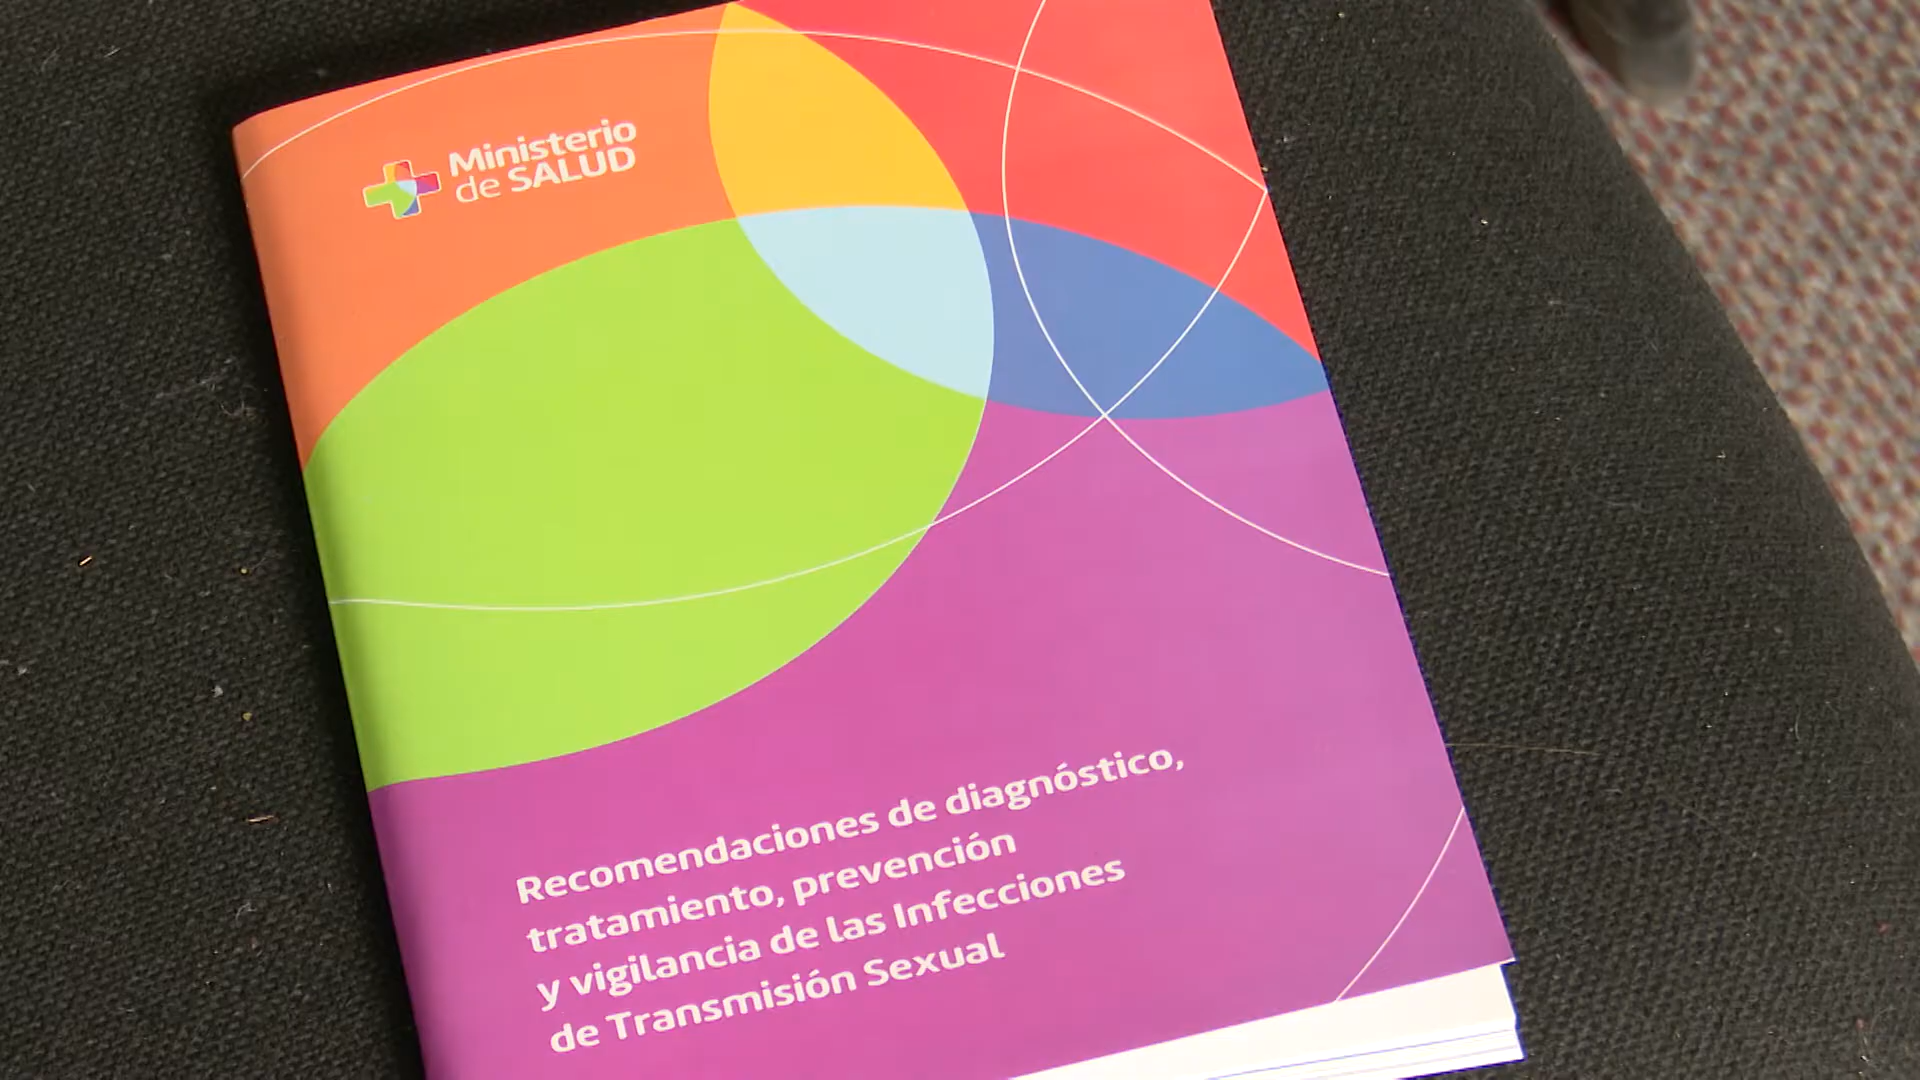 Ministerio
de SALUD
Recomendaciones de diagnóstico,
tratamiento, prevención
y vigilancia de las Infecciones
de Transmisión Sexual